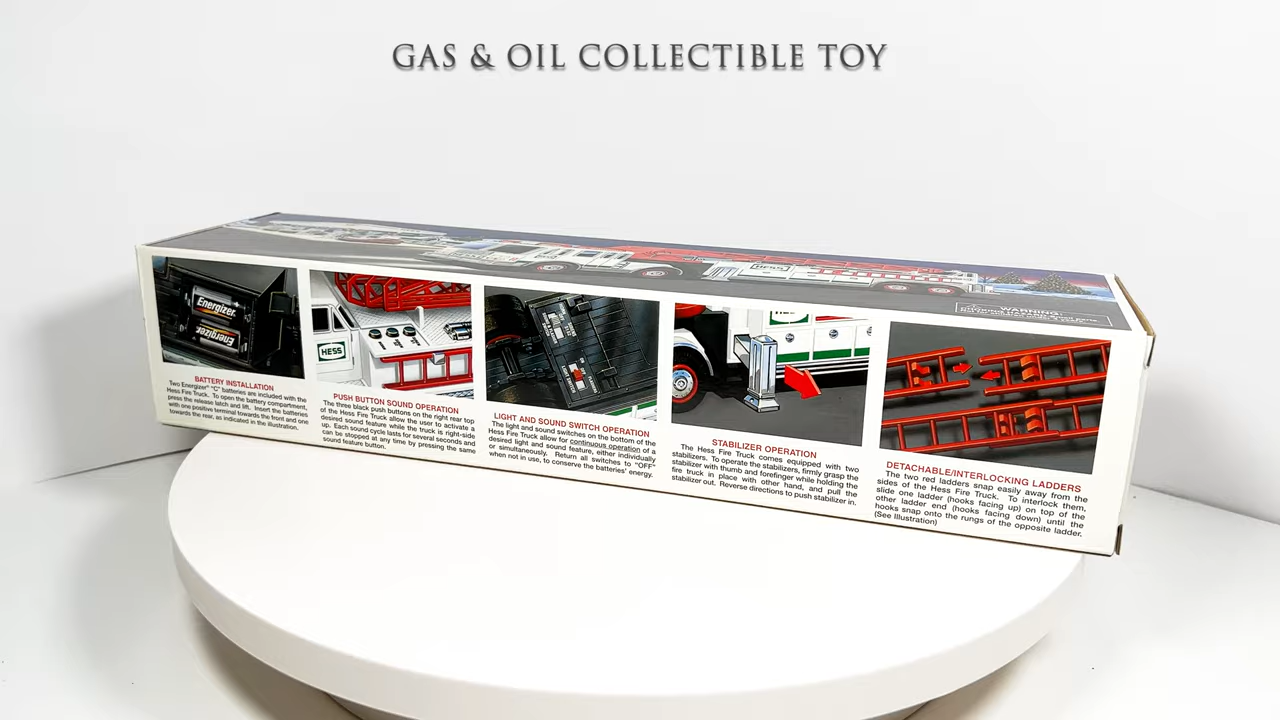 GAS & OIL COLLECTIBLE TOY
HESS
WARNING:
Energizer
Energizer
HESS
BATTERY INSTALLATION
Two Energizer® "C" batteries are included with the
Hess Fire Truck. To open the battery compartment,
press the release latch and lift. Insert the batteries
with one positive terminal towards the front and one
towards the rear, as indicated in the illustration.
PUSH BUTTON SOUND OPERATION
The three black push buttons on the right rear top
of the Hess Fire Truck allow the user to activate a
desired sound feature while the truck is right-side
up. Each sound cycle lasts for several seconds and
can be stopped at any time by pressing the same
sound feature button.
LIGHT AND SOUND SWITCH OPERATION
The light and sound switches on the bottom of the
Hess Fire Truck allow for continuous operation of a
desired light and sound feature, either individually
or simultaneously. Return all switches to "OFF"
when not in use, to conserve the batteries' energy.
STABILIZER OPERATION
The Hess Fire Truck comes equipped with two
stabilizers. To operate the stabilizers, firmly grasp the
stabilizer with thumb and forefinger while holding the
fire truck in place with other hand, and pull the
stabilizer out. Reverse directions to push stabilizer in.
DETACHABLE/INTERLOCKING LADDERS
The two red ladders snap easily away from the
sides of the Hess Fire Truck. To interlock them,
slide one ladder (hooks facing up) on top of the
other ladder end (hooks facing down) until the
hooks snap onto the rungs of the opposite ladder.
(See Illustration)